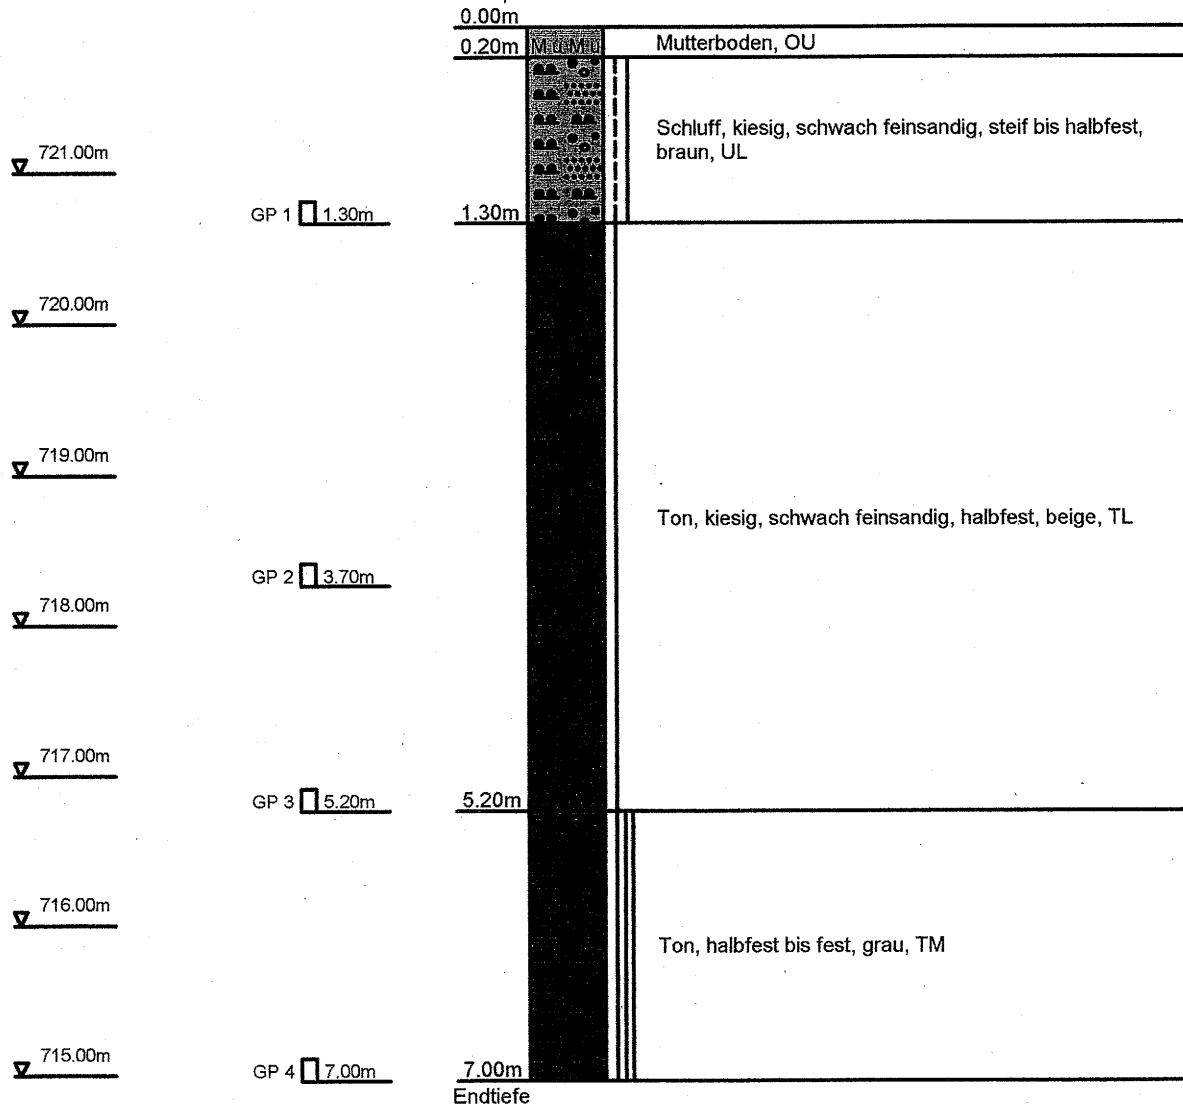 0.00m
0.20m MuMu Mutterboden, OU
Schluff, kiesig, schwach feinsandig, steif bis halbfest,
braun, UL
721.00m
GP 1 1.30m 1.30m
720.00m
719.00m
Ton, kiesig, schwach feinsandig, halbfest, beige, TL
GP 2 3.70m
718.00m
717.00m
GP 3 5.20m 5.20m
716.00m
Ton, halbfest bis fest, grau, TM
715.00m
GP 4 7.00m 7.00m
Endtiefe